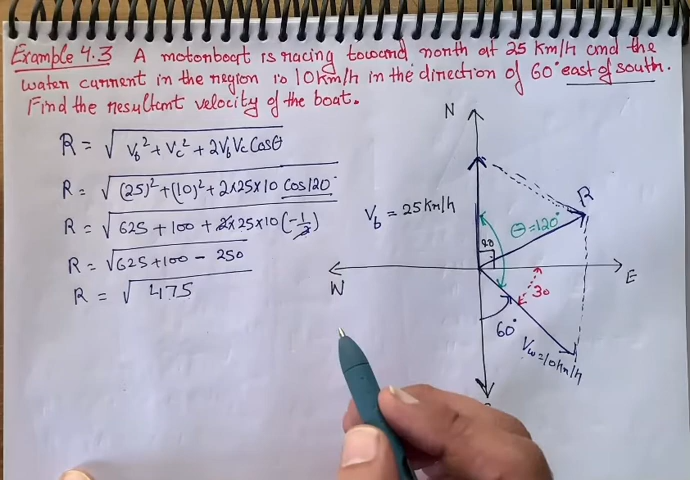 Example 4.3 A motorboat is racing toward north at 25 Km/h and the
water current in the region is 10 Km/h in the direction of 60° east of south.
Find the resultant velocity of the boat.
R = √Vb² + Vc² + 2VbVc Cosθ
R = √(25)² + (10)² + 2×25×10 Cos120°
R = √625 + 100 + 2×25×10(-1/2)
R = √625+100 - 250
R = √475
N
Vb = 25 Km/h
θ=120°
R
90
W
E
30
60°
Vw=10Km/h